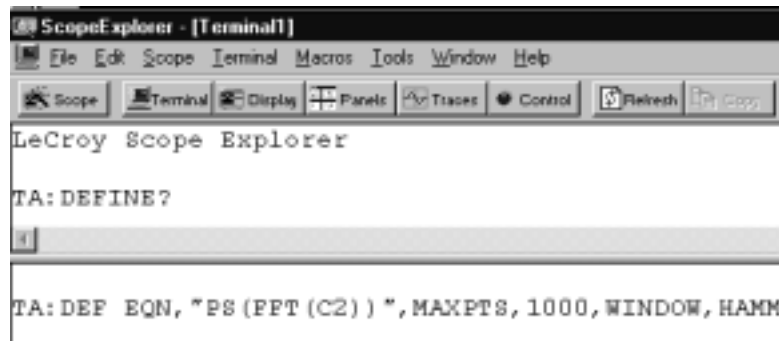 ScopeExplorer - [Terminal1]
File Edit Scope Terminal Macros Tools Window Help
Scope Terminal Display Panels Traces Control Refresh Copy
LeCroy Scope Explorer
TA:DEFINE?
TA:DEF EQN,"PS(FFT(C2))",MAXPTS,1000,WINDOW,HAMM